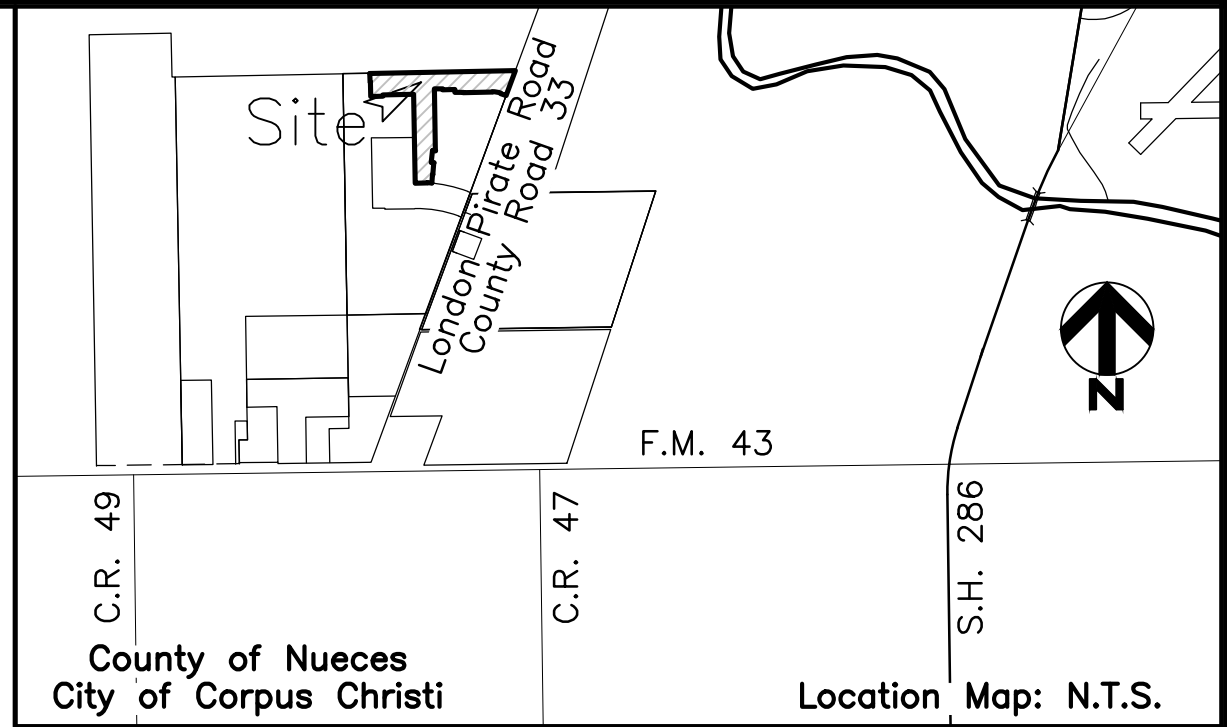 Site
London Pirate Road
County Road 33
N
F.M. 43
C.R. 49
C.R. 47
S.H. 286
County of Nueces
City of Corpus Christi
Location Map: N.T.S.